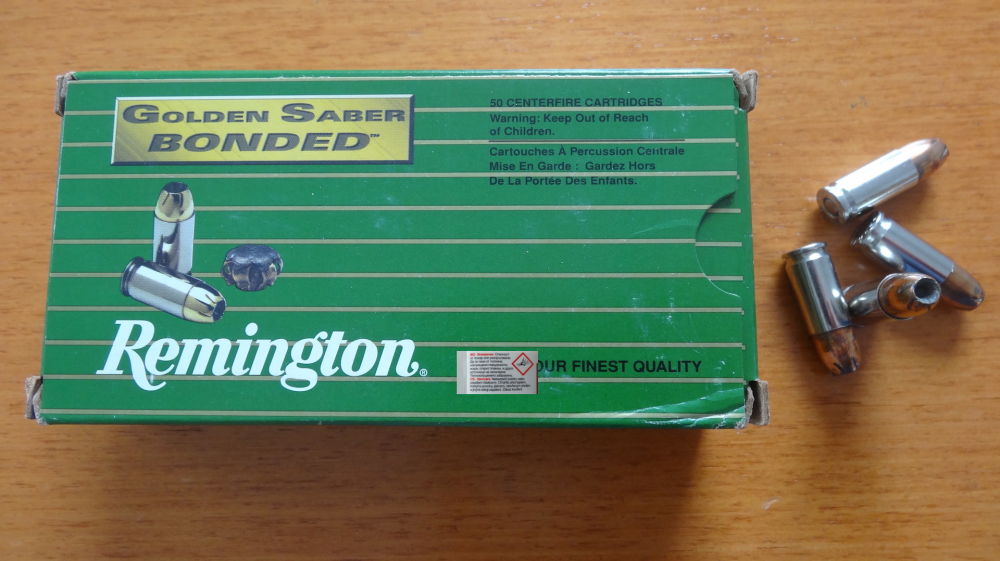 GOLDEN SABER
BONDED™
50 CENTERFIRE CARTRIDGES
Warning: Keep Out of Reach
of Children.
Cartouches À Percussion Centrale
Mise En Garde : Gardez Hors
De La Portée Des Enfants.
Remington®
OUR FINEST QUALITY